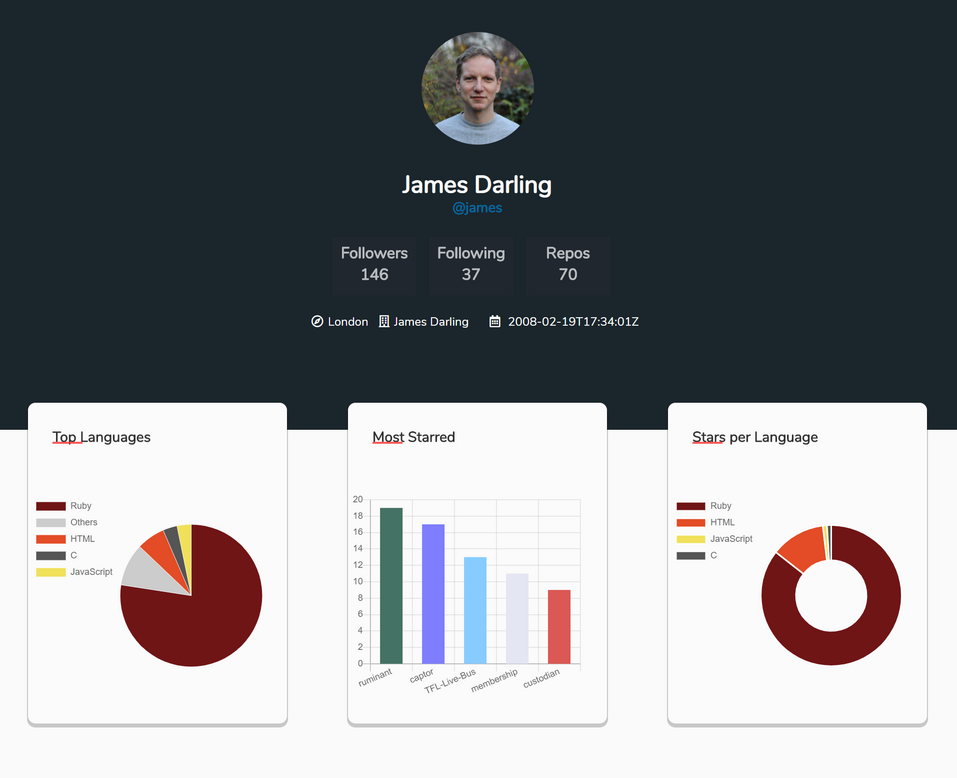 James Darling
@james
Followers
146
Following
37
Repos
70
London
James Darling
2008-02-19T17:34:01Z
Top Languages
Ruby
Others
HTML
C
JavaScript
Most Starred
20
18
16
14
12
10
8
6
4
2
0
ruminant
captor
TFL-Live-Bus
membership
custodian
Stars per Language
Ruby
HTML
JavaScript
C